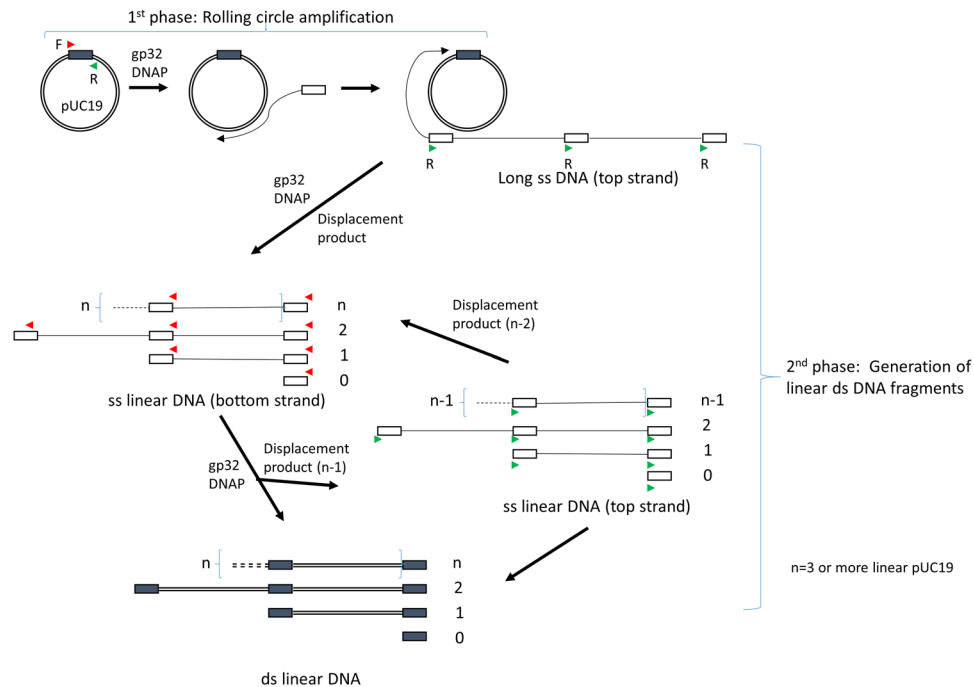 1st phase: Rolling circle amplification
F
R
pUC19
gp32
DNAP
R
R
R
Long ss DNA (top strand)
gp32
DNAP
Displacement
product
n
n
2
1
0
ss linear DNA (bottom strand)
Displacement
product (n-2)
n-1
n-1
2
1
0
ss linear DNA (top strand)
2nd phase: Generation of
linear ds DNA fragments
gp32
DNAP
Displacement
product (n-1)
n
n
2
1
0
ds linear DNA
n=3 or more linear pUC19